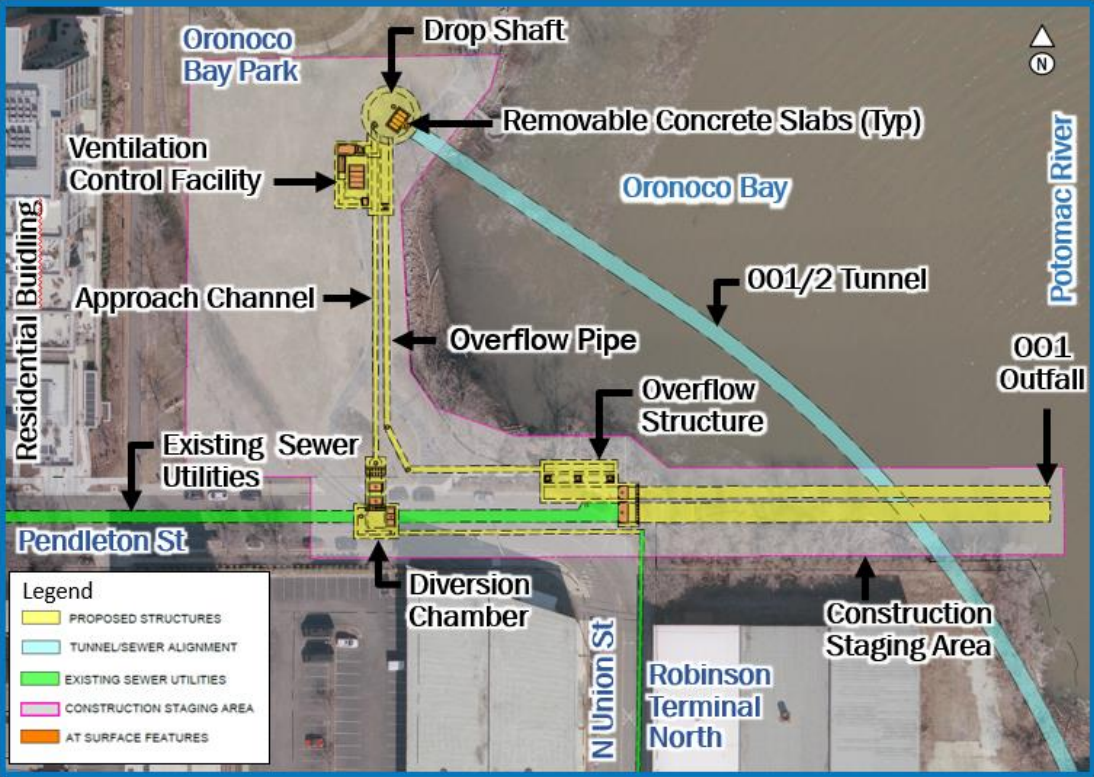 Oronoco
Bay Park
Drop Shaft
N
Removable Concrete Slabs (Typ)
Ventilation
Control Facility
Oronoco Bay
Potomac River
Residential Buidling
Approach Channel
001/2 Tunnel
Overflow Pipe
001
Outfall
Overflow
Structure
Existing Sewer
Utilities
Pendleton St
Diversion
Chamber
Construction
Staging Area
N Union St
Robinson
Terminal
North
Legend
PROPOSED STRUCTURES
TUNNEL/SEWER ALIGNMENT
EXISTING SEWER UTILITIES
CONSTRUCTION STAGING AREA
AT SURFACE FEATURES